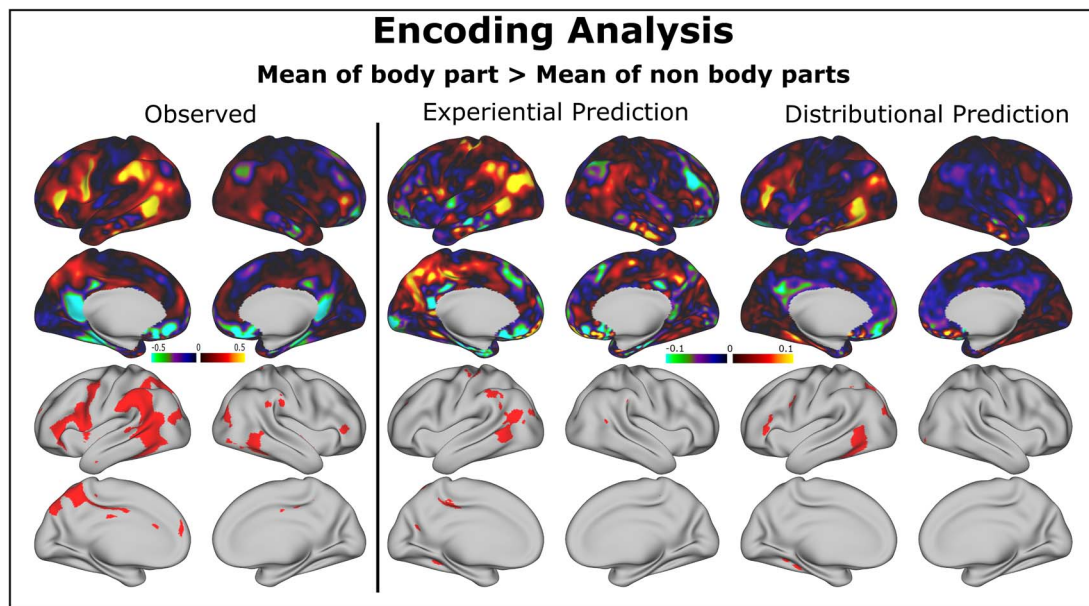 Encoding Analysis
Mean of body part > Mean of non body parts
Observed
Experiential Prediction
Distributional Prediction
-0.5 0 0.5
-0.1 0 0.1